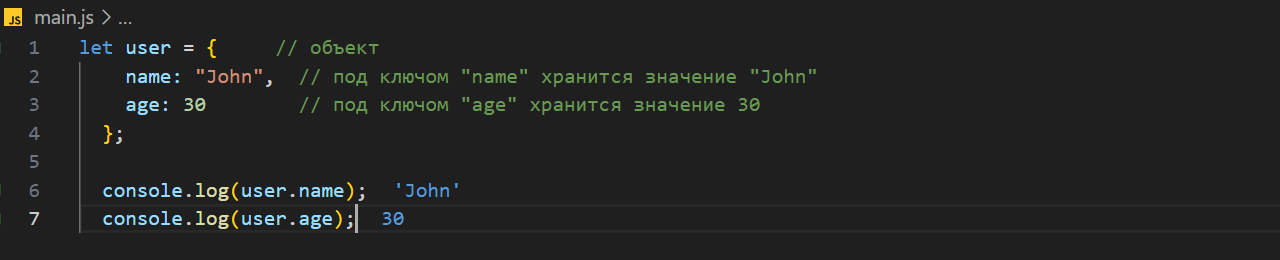 JS main.js > ...
1 let user = {     // объект
2     name: "John",  // под ключом "name" хранится значение "John"
3     age: 30        // под ключом "age" хранится значение 30
4   };
5
6   console.log(user.name);  'John'
7   console.log(user.age);  30